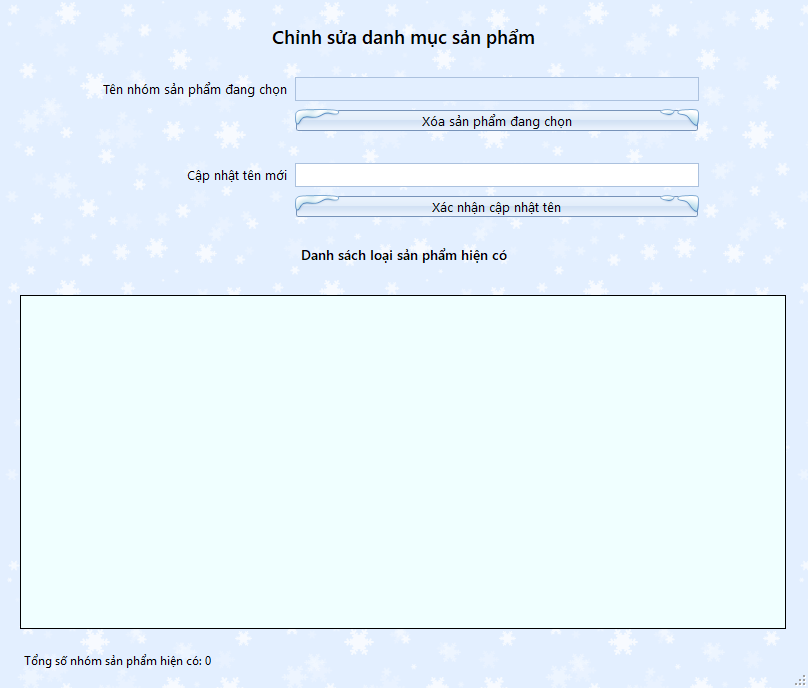 Chỉnh sửa danh mục sản phẩm
Tên nhóm sản phẩm đang chọn
Xóa sản phẩm đang chọn
Cập nhật tên mới
Xác nhận cập nhật tên
Danh sách loại sản phẩm hiện có
Tổng số nhóm sản phẩm hiện có: 0